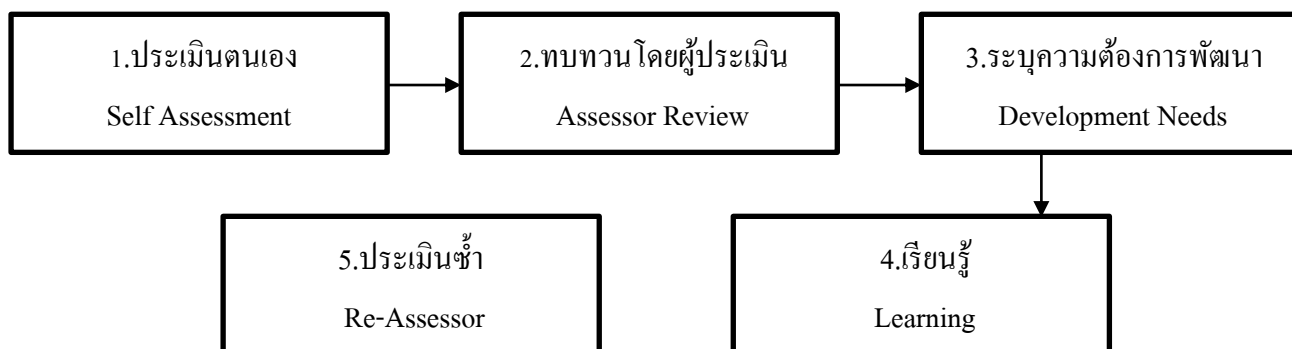 1.ประเมินตนเอง
Self Assessment
2.ทบทวนโดยผู้ประเมิน
Assessor Review
3.ระบุความต้องการพัฒนา
Development Needs
4.เรียนรู้
Learning
5.ประเมินซ้ำ
Re-Assessor